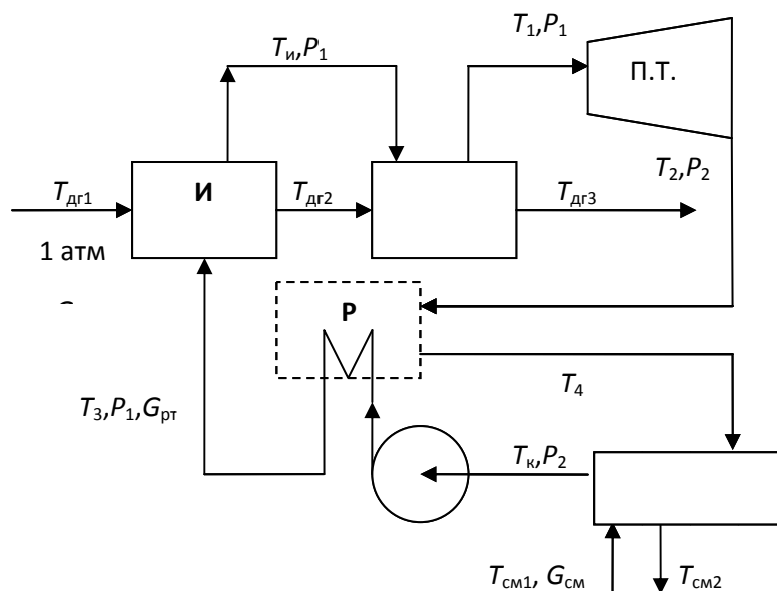 Tи,P1
T1,P1
П.Т.
Tдг1
И
Tдг2
T2,P2
Tдг3
1 атм
Р
T4
T3,P1,Gрт
Tк,P2
Tсм1, Gсм
Tсм2